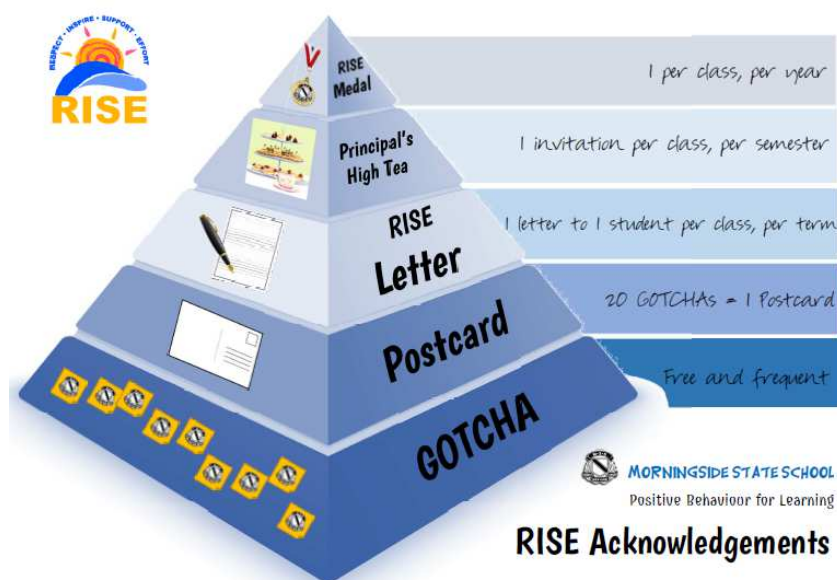 RESPECT • INSPIRE • SUPPORT • EFFORT
RISE
RISE
Medal
1 per class, per year
Principal's
High Tea
1 invitation per class, per semester
RISE
Letter
1 letter to 1 student per class, per term
Postcard
20 GOTCHAs = 1 Postcard
GOTCHA
Free and frequent
MORNINGSIDE STATE SCHOOL
Positive Behaviour for Learning
RISE Acknowledgements